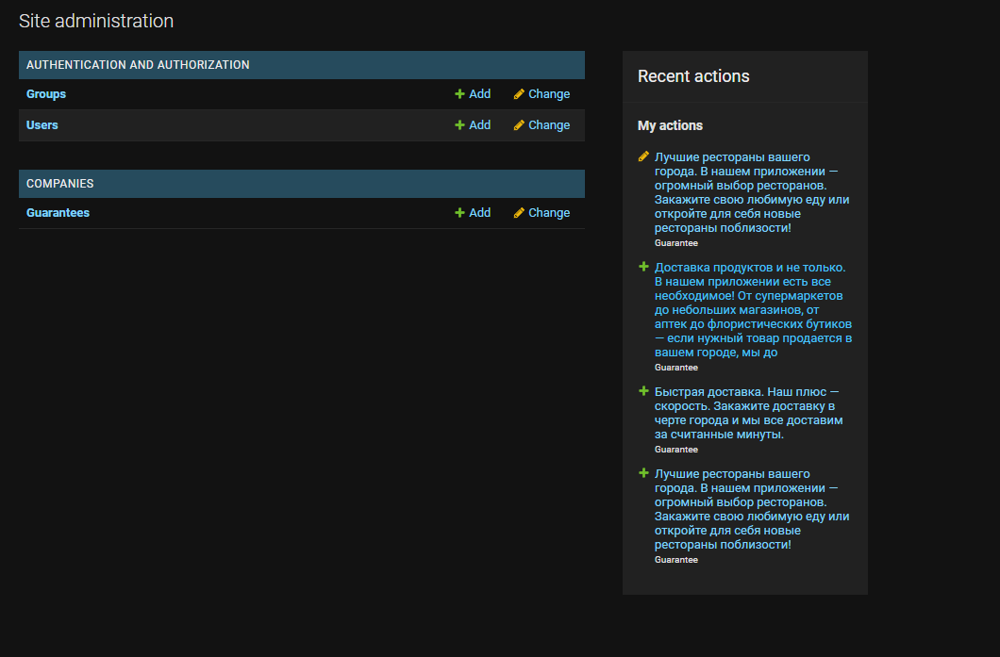 Site administration
AUTHENTICATION AND AUTHORIZATION
Groups Add Change
Users Add Change
COMPANIES
Guarantees Add Change
Recent actions
My actions
Лучшие рестораны вашего
города. В нашем приложении —
огромный выбор ресторанов.
Закажите свою любимую еду или
откройте для себя новые
рестораны поблизости!
Guarantee
Доставка продуктов и не только.
В нашем приложении есть все
необходимое! От супермаркетов
до небольших магазинов, от
аптек до флористических бутиков
— если нужный товар продается в
вашем городе, мы до
Guarantee
Быстрая доставка. Наш плюс —
скорость. Закажите доставку в
черте города и мы все доставим
за считанные минуты.
Guarantee
Лучшие рестораны вашего
города. В нашем приложении —
огромный выбор ресторанов.
Закажите свою любимую еду или
откройте для себя новые
рестораны поблизости!
Guarantee